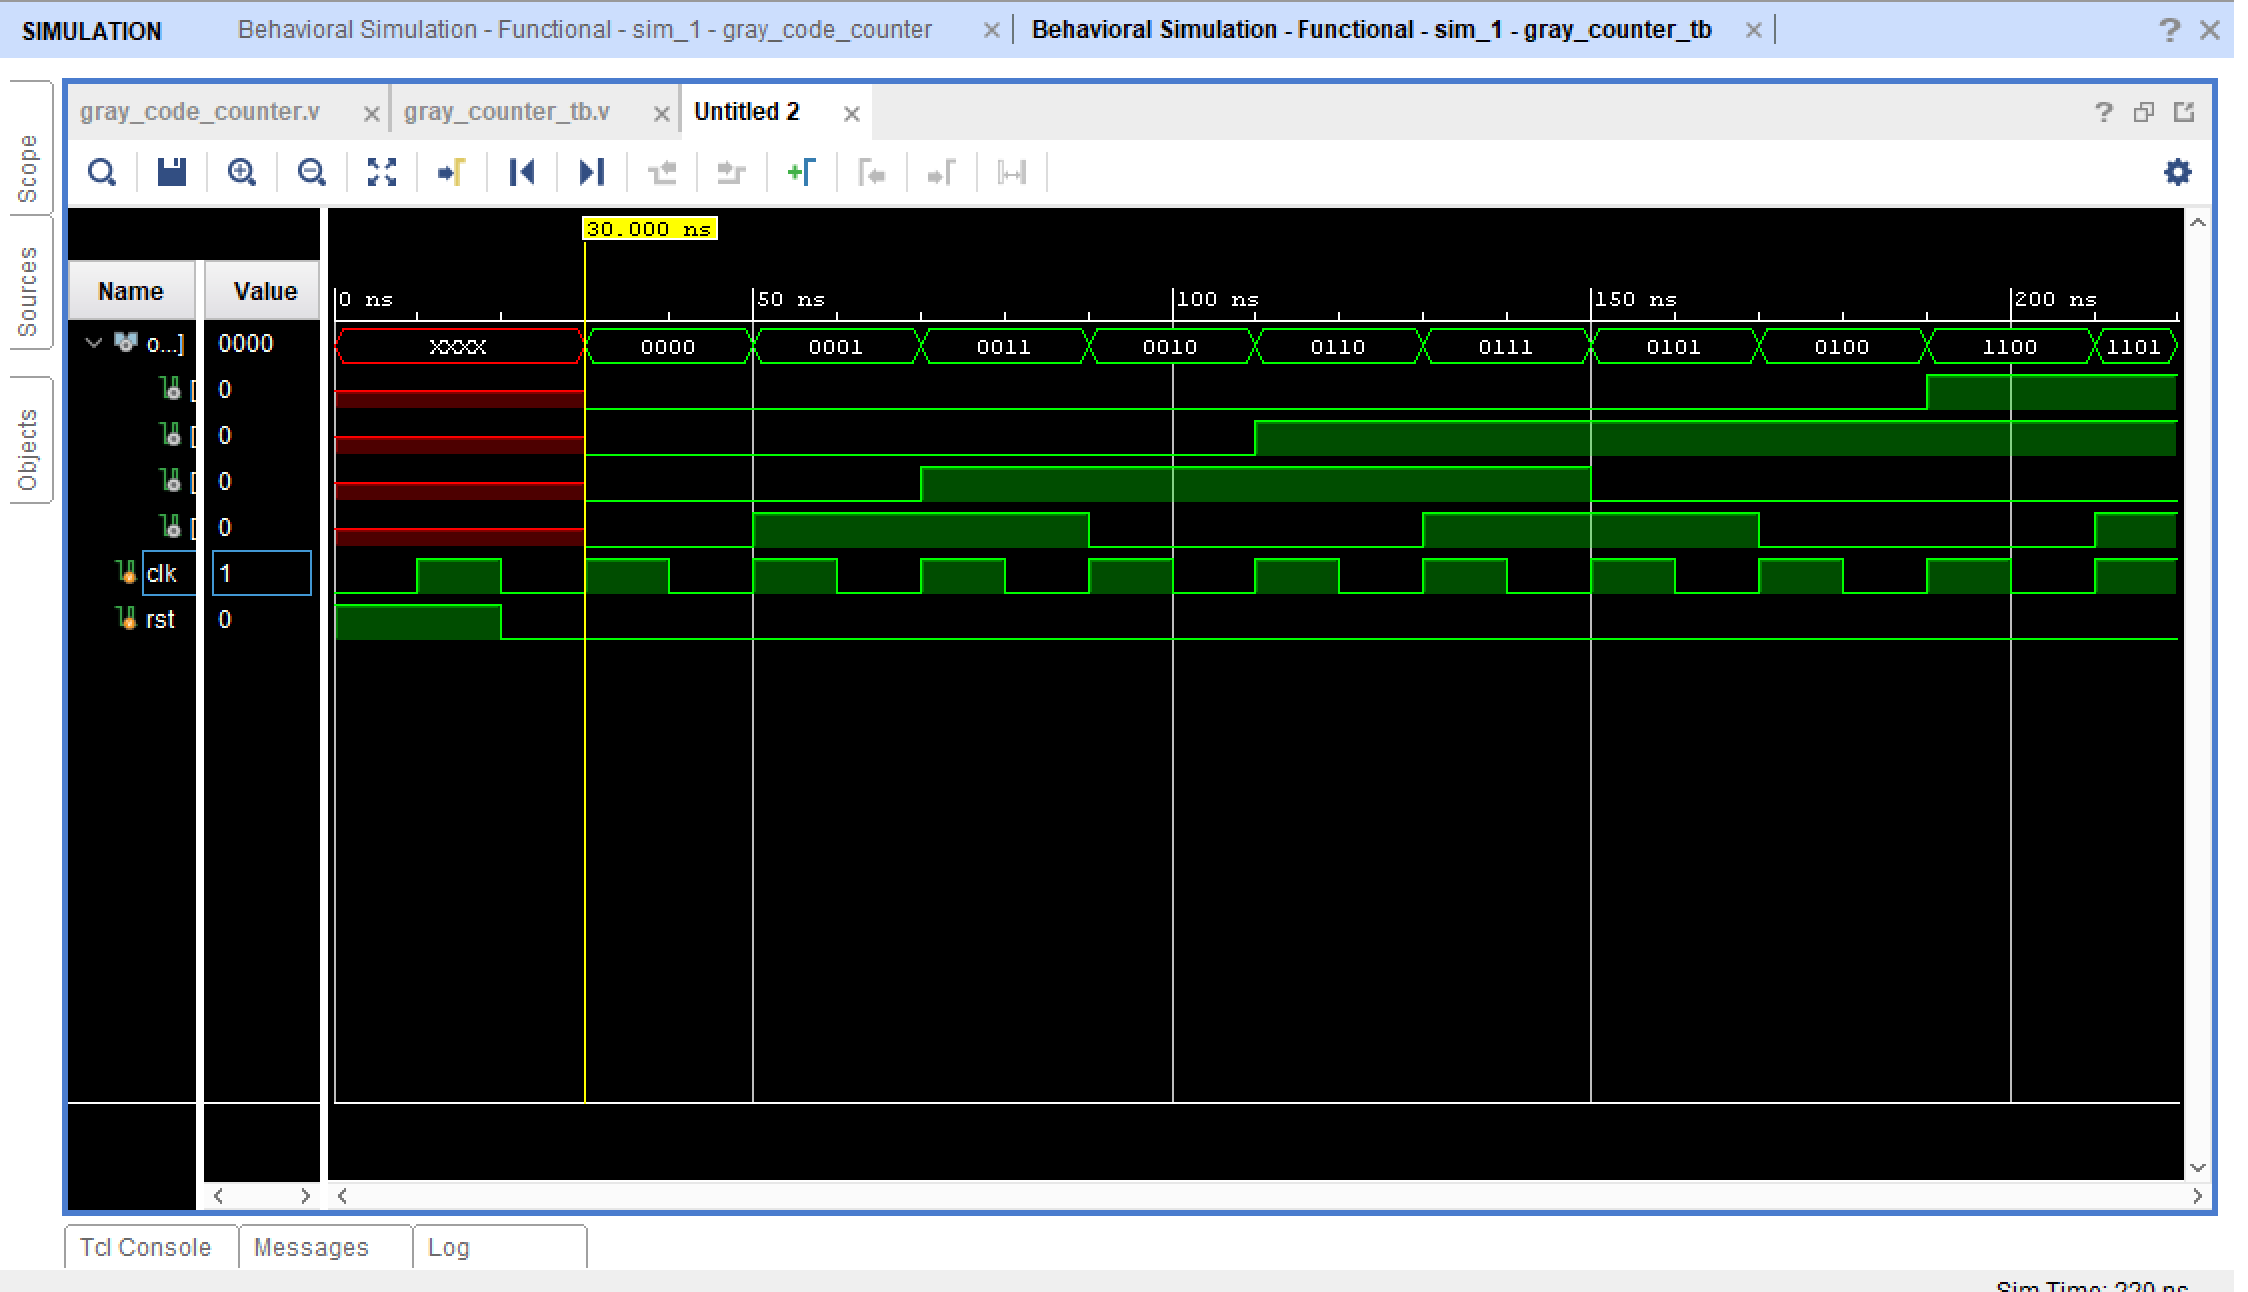 SIMULATION Behavioral Simulation - Functional - sim_1 - gray_code_counter Behavioral Simulation - Functional - sim_1 - gray_counter_tb
gray_code_counter.v gray_counter_tb.v Untitled 2
Scope
Sources
Objects
30.000 ns
Name Value 0 ns 50 ns 100 ns 150 ns 200 ns
o...] 0000 XXXX 0000 0001 0011 0010 0110 0111 0101 0100 1100 1101
[ 0
[ 0
[ 0
[ 0
clk 1
rst 0
Tcl Console Messages Log
Sim Time: 220 ns